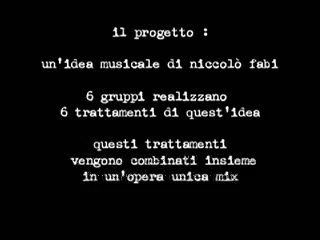 il progetto :
un'idea musicale di niccolò fabi
6 gruppi realizzano
6 trattamenti di quest'idea
questi trattamenti
vengono combinati insieme
in un'opera unica mix